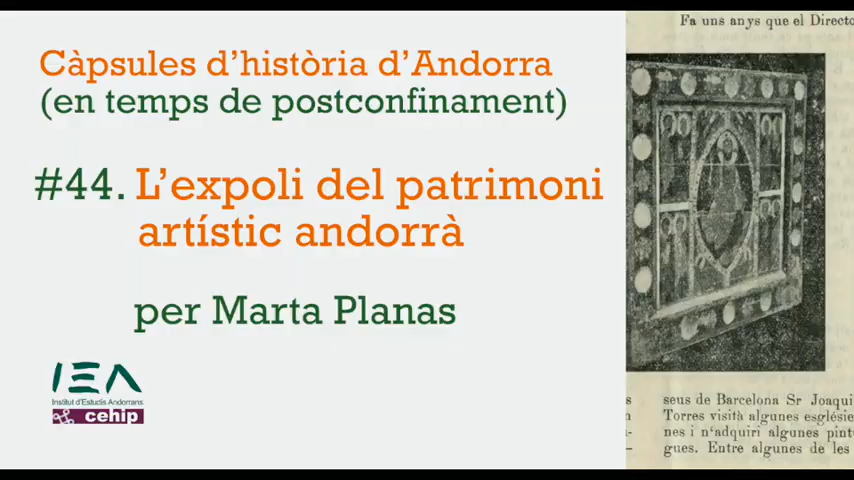 Càpsules d'història d'Andorra
(en temps de postconfinament)
#44. L'expoli del patrimoni
artístic andorrà
per Marta Planas
IEA
Institut d'Estudis Andorrans
cehip
Fa uns anys que el Directo
seus de Barcelona Sr Joaqui
Torres visità algunes esglésie
nes i n'adquirí algunes pint
gues. Entre algunes de les